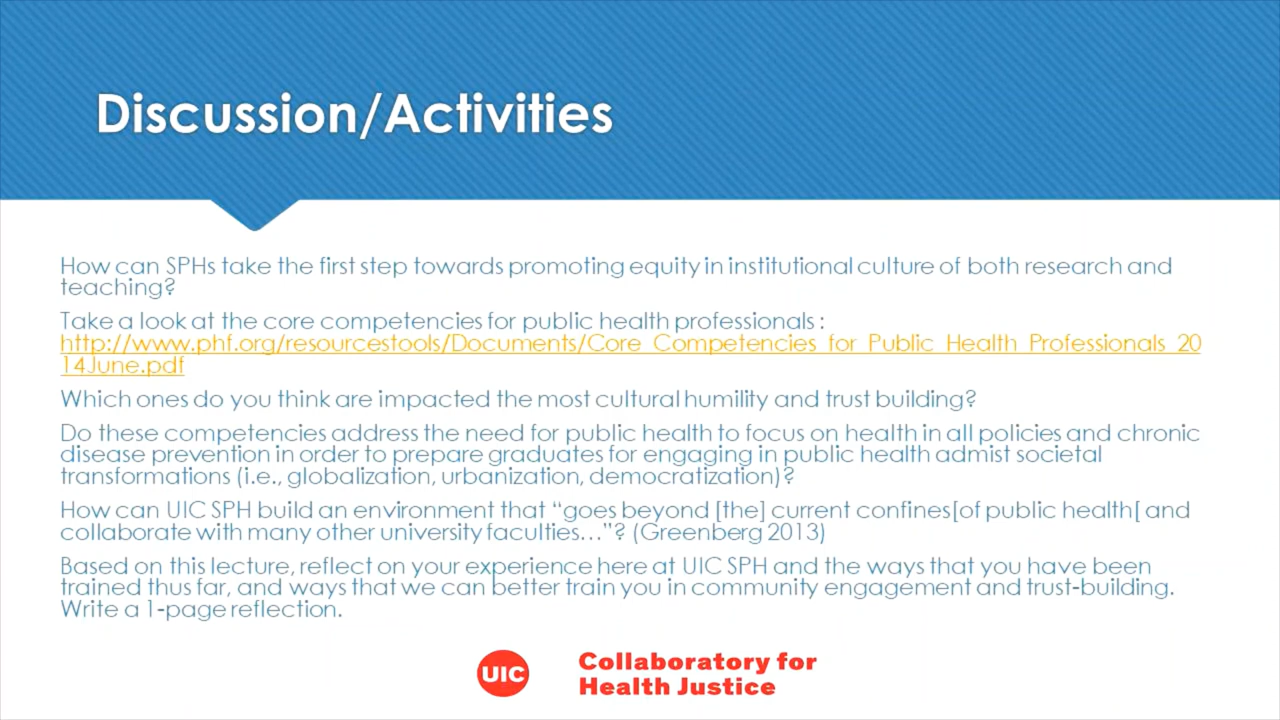 Discussion/Activities
How can SPHs take the first step towards promoting equity in institutional culture of both research and
teaching?
Take a look at the core competencies for public health professionals :
http://www.phf.org/resourcestools/Documents/Core_Competencies_for_Public_Health_Professionals_20
14June.pdf
Which ones do you think are impacted the most cultural humility and trust building?
Do these competencies address the need for public health to focus on health in all policies and chronic
disease prevention in order to prepare graduates for engaging in public health admist societal
transformations (i.e., globalization, urbanization, democratization)?
How can UIC SPH build an environment that “goes beyond [the] current confines[of public health[ and
collaborate with many other university faculties…”? (Greenberg 2013)
Based on this lecture, reflect on your experience here at UIC SPH and the ways that you have been
trained thus far, and ways that we can better train you in community engagement and trust-building.
Write a 1-page reflection.
UIC
Collaboratory for
Health Justice